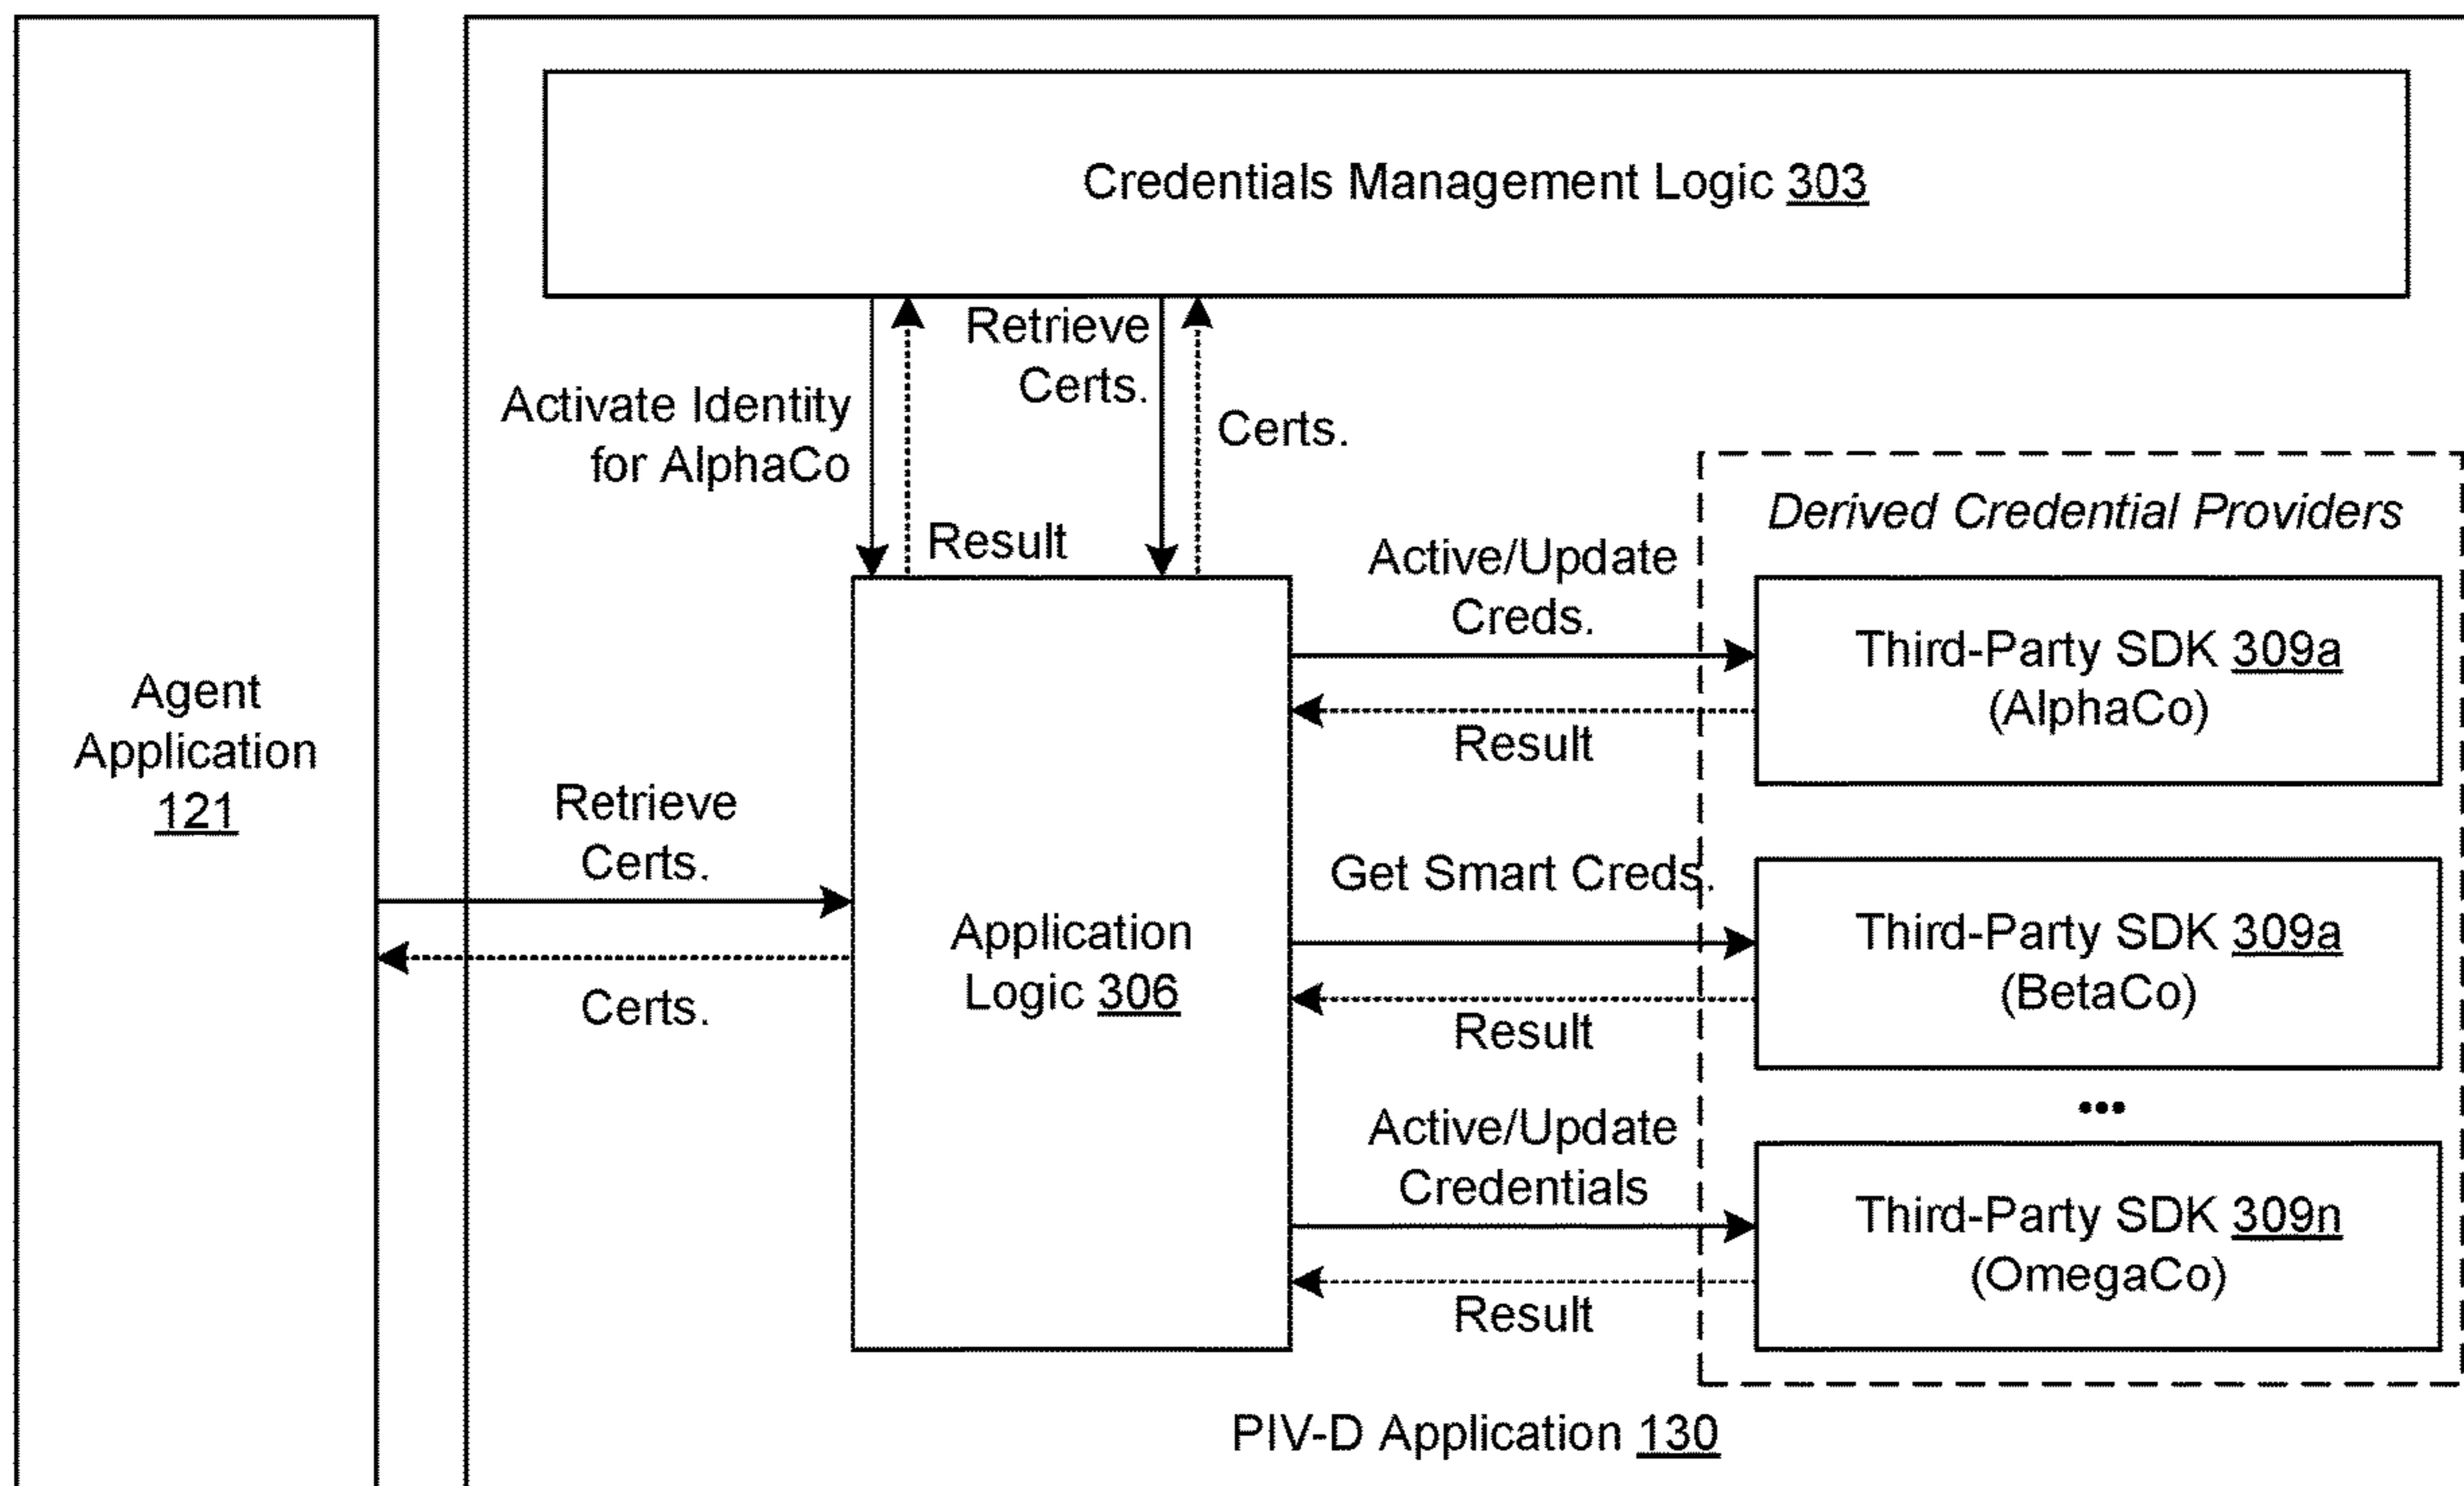 Credentials Management Logic 303
Retrieve
Certs.
Activate Identity
for AlphaCo
Certs.
Result
Derived Credential Providers
Active/Update
Creds.
Third-Party SDK 309a
(AlphaCo)
Result
Agent
Application
121
Retrieve
Certs.
Certs.
Application
Logic 306
Get Smart Creds.
Third-Party SDK 309a
(BetaCo)
Result
•••
Active/Update
Credentials
Third-Party SDK 309n
(OmegaCo)
Result
PIV-D Application 130